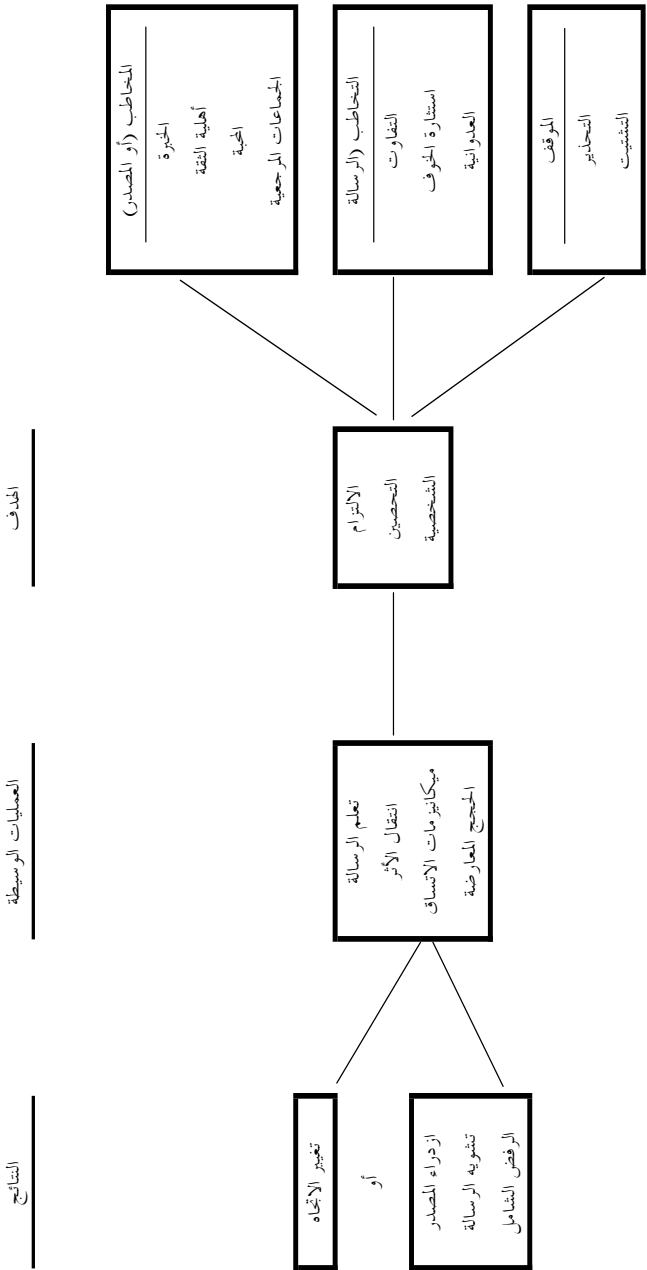 المخاطب (أو المصدر)
الخبرة
أهلية الثقة
المحبة
الجماعات المرجعية
التخاطب (الرسالة
التفاوت
استثارة الخوف
العدوانية
الموقف
التحذير
التشتيت
الهدف
الالتزام
التحصين
الشخصية
العمليات الوسيطة
تعلم الرسالة
انتقال الأثر
ميكانيزمات الاتساق
الحجج المعارضة
النتائج
تغيير الاتجاه
أو
ازدراء المصدر
تشويه الرسالة
الرفض الشامل